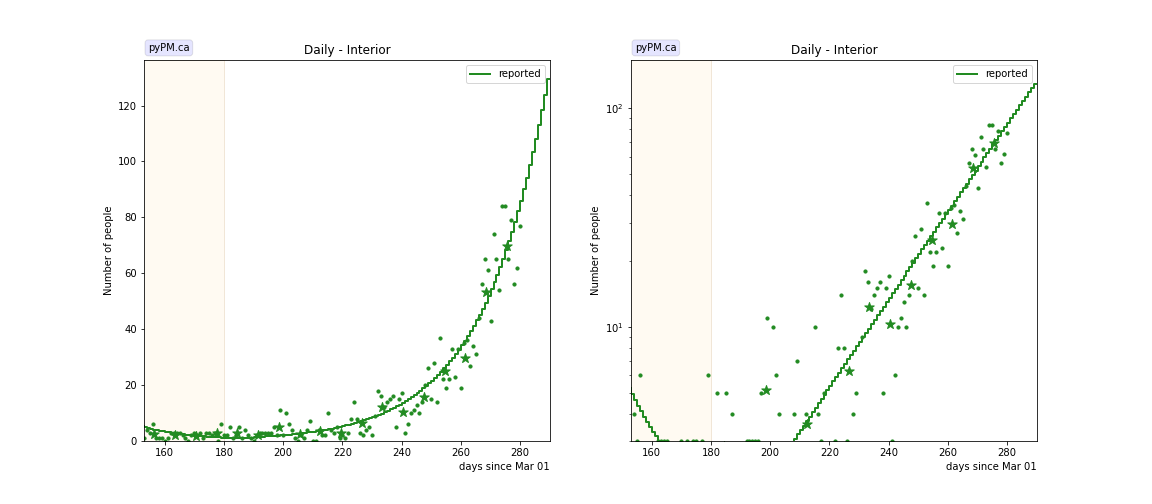 pyPM.ca
Daily - Interior
reported
Number of people
0
20
40
60
80
100
120
160
180
200
220
240
260
280
days since Mar 01
pyPM.ca
Daily - Interior
reported
Number of people
10²
10¹
160
180
200
220
240
260
280
days since Mar 01